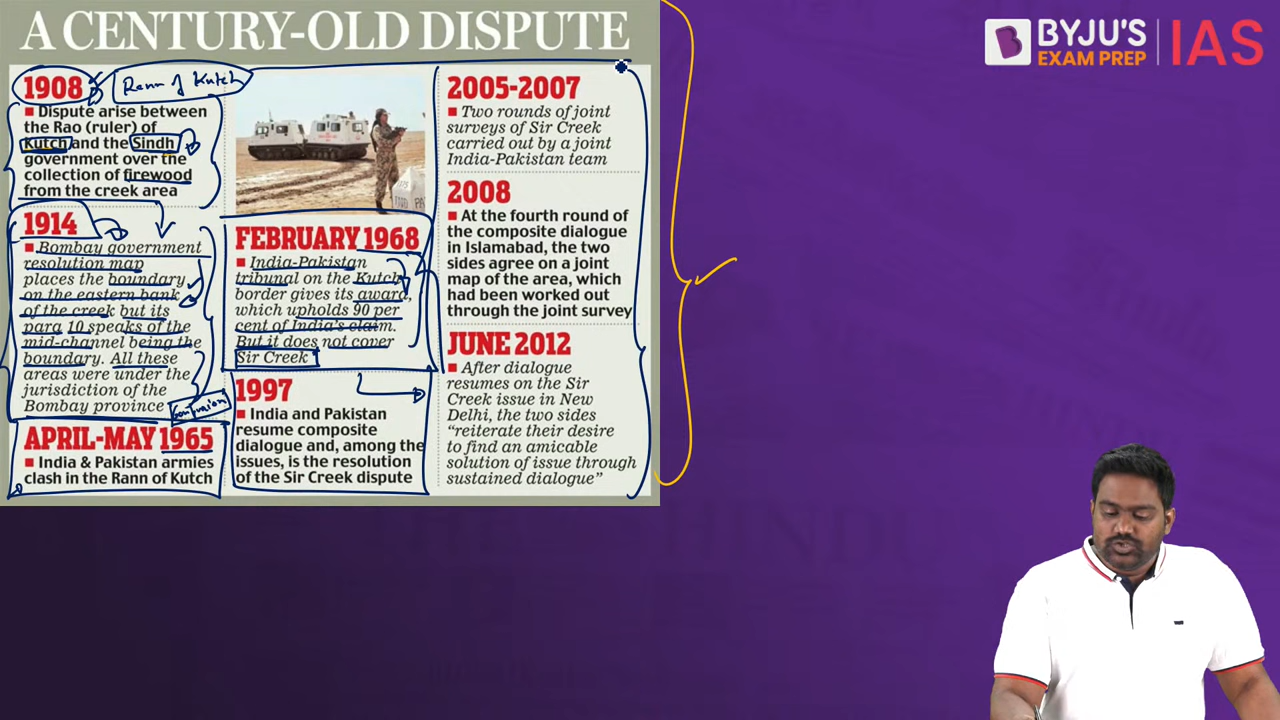 A CENTURY-OLD DISPUTE
1908
Rann of Kutch
■ Dispute arise between
the Rao (ruler) of
Kutch and the Sindh
government over the
collection of firewood
from the creek area
1914
■ Bombay government
resolution map
places the boundary
on the eastern bank
of the creek but its
para 10 speaks of the
mid-channel being the
boundary. All these
areas were under the
jurisdiction of the
Bombay province
Confusion
APRIL-MAY 1965
■ India & Pakistan armies
clash in the Rann of Kutch
FEBRUARY 1968
■ India-Pakistan
tribunal on the Kutch
border gives its award,
which upholds 90 per
cent of India's claim.
But it does not cover
Sir Creek
1997
■ India and Pakistan
resume composite
dialogue and, among the
issues, is the resolution
of the Sir Creek dispute
2005-2007
■ Two rounds of joint
surveys of Sir Creek
carried out by a joint
India-Pakistan team
2008
■ At the fourth round of
the composite dialogue
in Islamabad, the two
sides agree on a joint
map of the area, which
had been worked out
through the joint survey
JUNE 2012
■ After dialogue
resumes on the Sir
Creek issue in New
Delhi, the two sides
“reiterate their desire
to find an amicable
solution of issue through
sustained dialogue”
BYJU'S
EXAM PREP
IAS